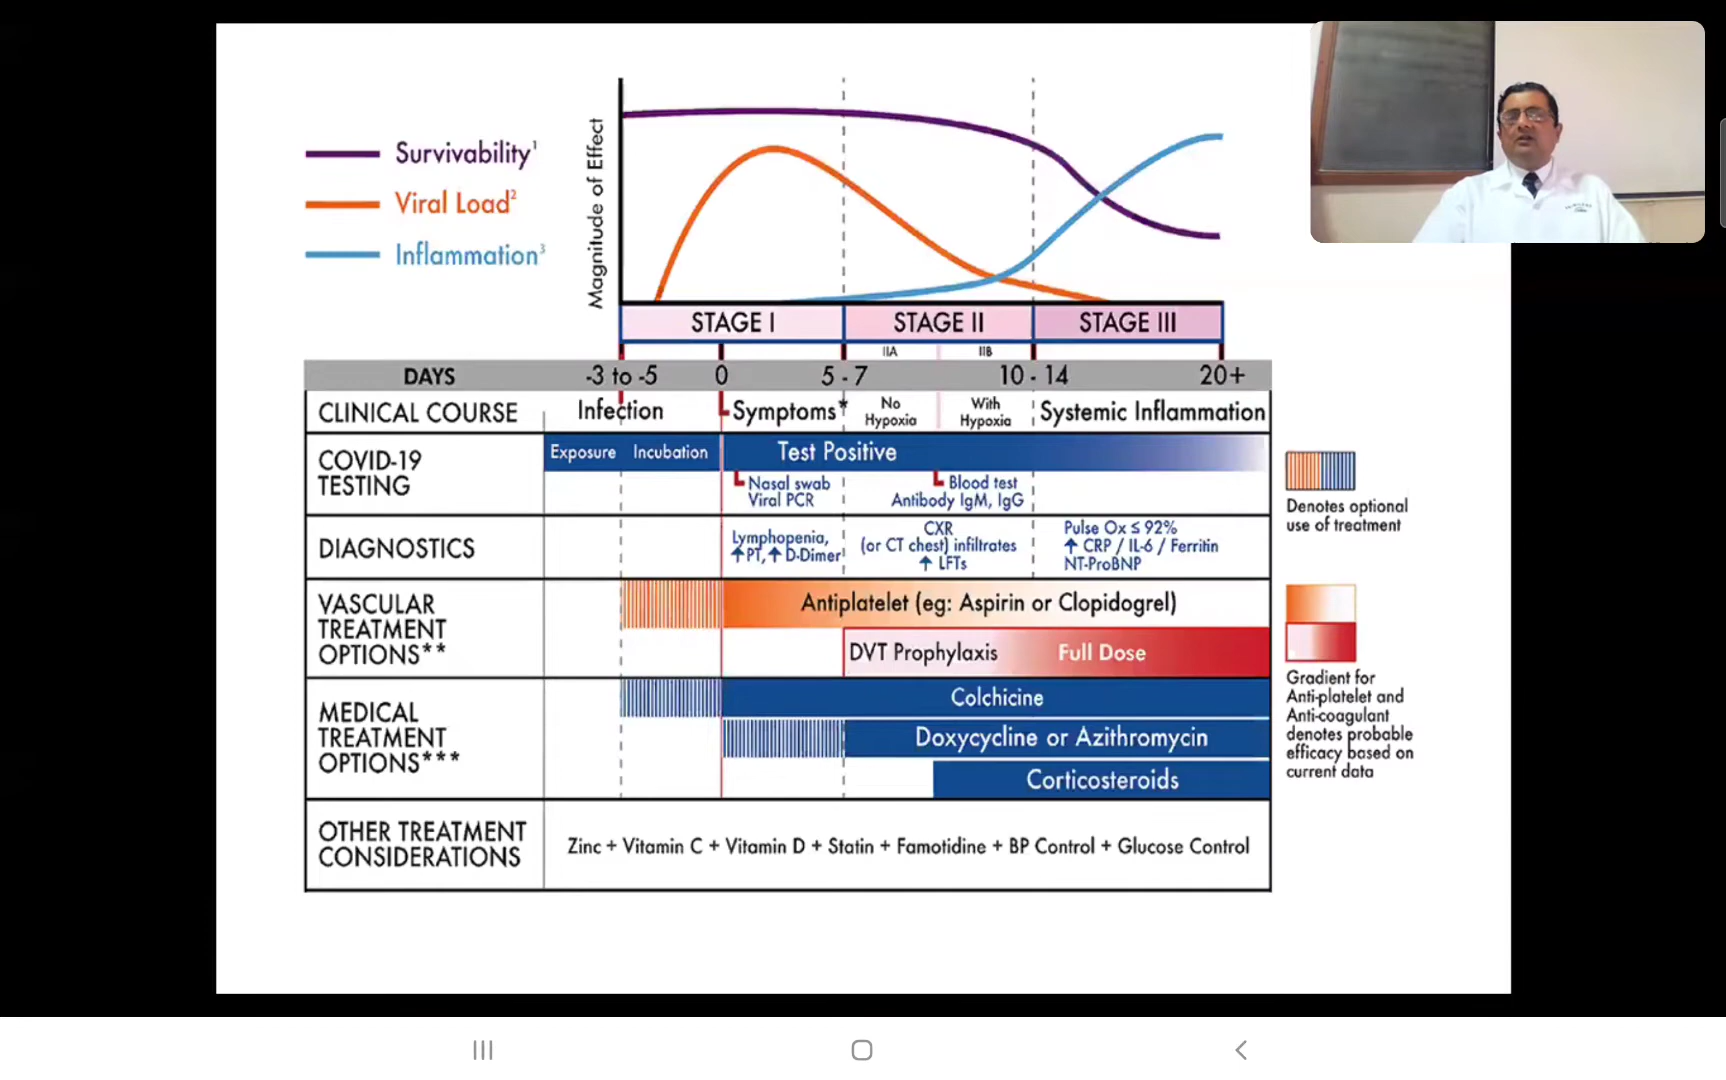 Survivability¹
Viral Load²
Inflammation³
Magnitude of Effect
STAGE I
STAGE II
STAGE III
IIA
IIB
DAYS
-3 to -5
0
5 - 7
10 - 14
20+
CLINICAL COURSE
Infection
Symptoms*
No
Hypoxia
With
Hypoxia
Systemic Inflammation
COVID-19
TESTING
Exposure
Incubation
Test Positive
Nasal swab
Viral PCR
Blood test
Antibody IgM, IgG
DIAGNOSTICS
Lymphopenia,
↑PT, ↑ D-Dimer
CXR
(or CT chest) infiltrates
↑ LFTs
Pulse Ox ≤ 92%
↑ CRP / IL-6 / Ferritin
NT-ProBNP
VASCULAR
TREATMENT
OPTIONS**
Antiplatelet (eg: Aspirin or Clopidogrel)
DVT Prophylaxis
Full Dose
MEDICAL
TREATMENT
OPTIONS***
Colchicine
Doxycycline or Azithromycin
Corticosteroids
OTHER TREATMENT
CONSIDERATIONS
Zinc + Vitamin C + Vitamin D + Statin + Famotidine + BP Control + Glucose Control
Denotes optional
use of treatment
Gradient for
Anti-platelet and
Anti-coagulant
denotes probable
efficacy based on
current data